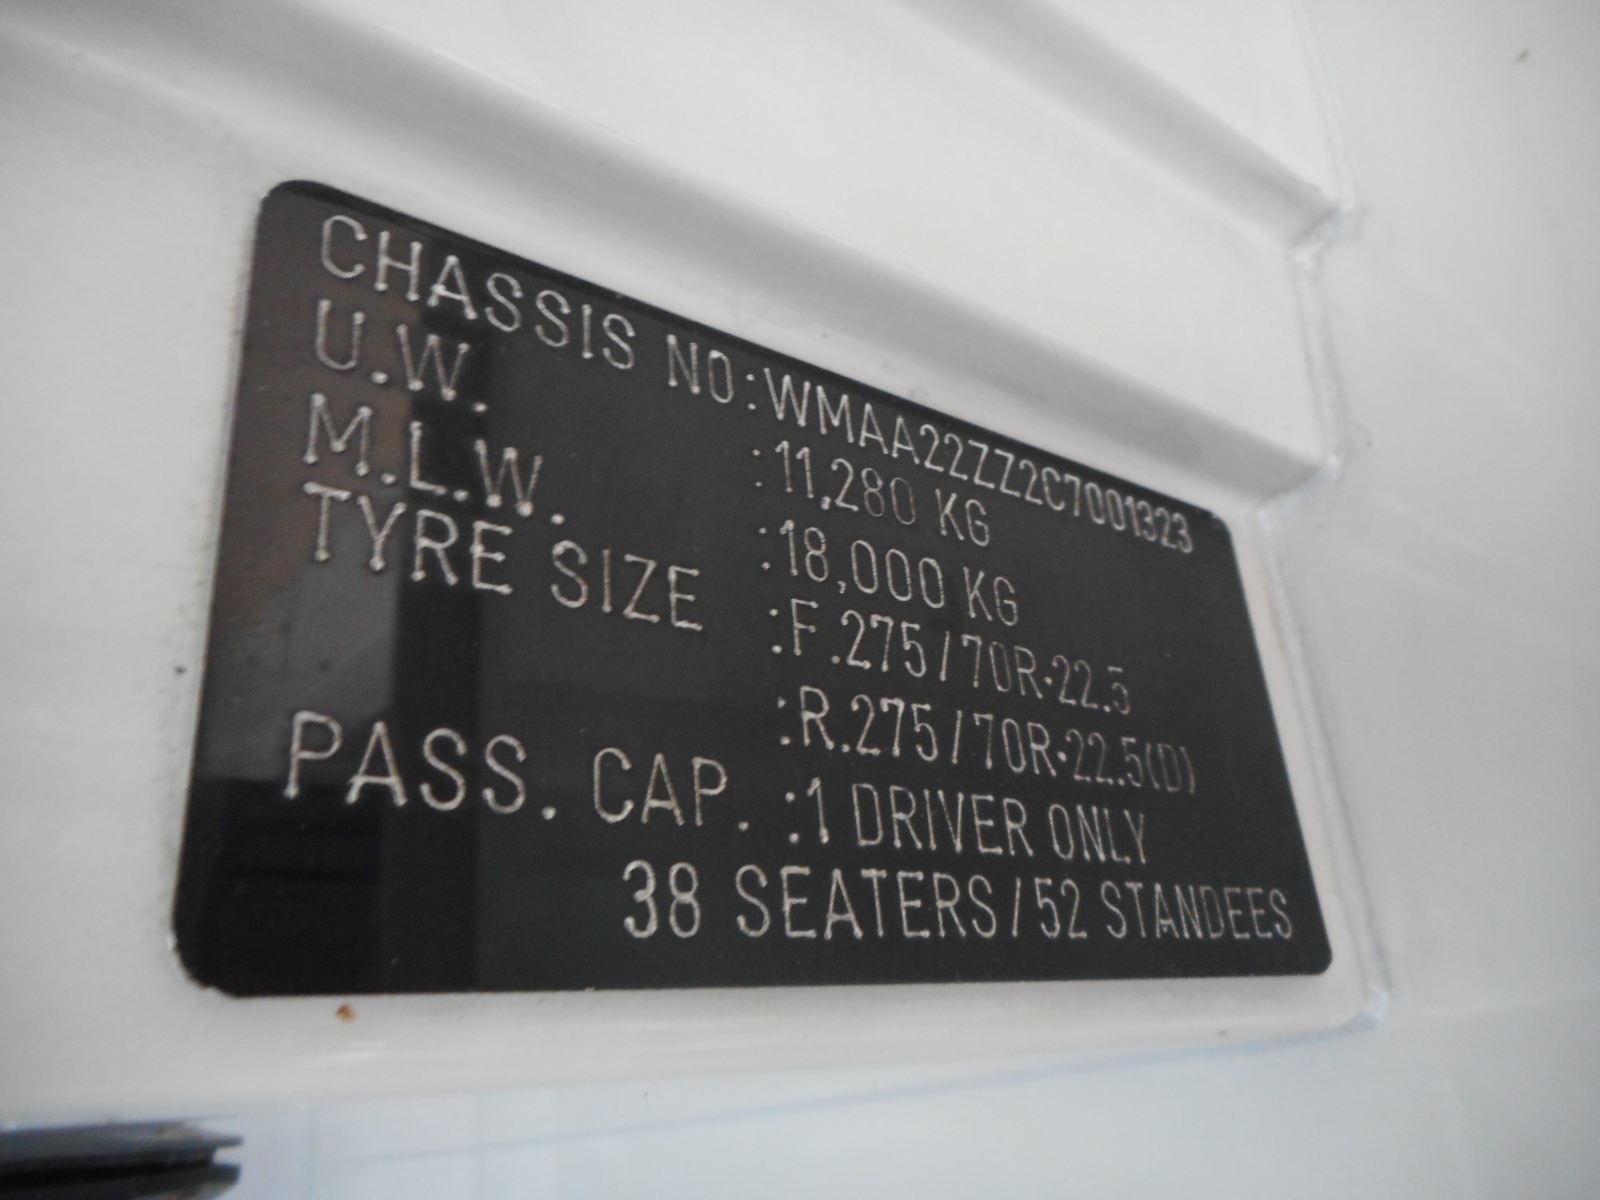 CHASSIS NO:WMAA22ZZ2C7001323
U.W. :11,280 KG
M.L.W. :18,000 KG
TYRE SIZE :F.275/70R·22.5
:R.275/70R·22.5(D)
PASS. CAP. :1 DRIVER ONLY
38 SEATERS/52 STANDEES